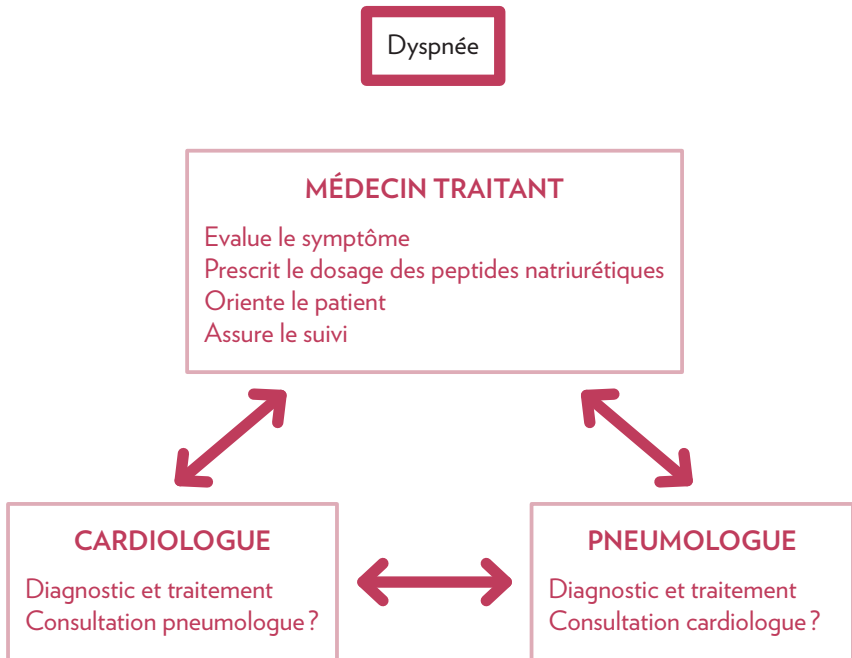 Dyspnée
MÉDECIN TRAITANT
Evalue le symptôme
Prescrit le dosage des peptides natriurétiques
Oriente le patient
Assure le suivi
CARDIOLOGUE
Diagnostic et traitement
Consultation pneumologue ?
PNEUMOLOGUE
Diagnostic et traitement
Consultation cardiologue ?